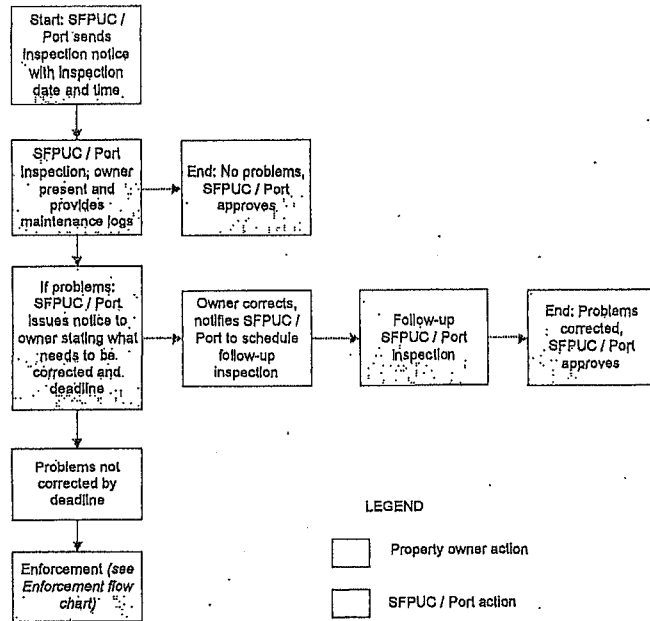 Start: SFPUC /
Port sends
inspection notice
with inspection
date and time
SFPUC / Port
inspection; owner
present and
provides
maintenance logs
End: No problems,
SFPUC / Port
approves
If problems:
SFPUC / Port
issues notice to
owner stating what
needs to be
corrected and
deadline
Owner corrects,
notifies SFPUC /
Port to schedule
follow-up
inspection
Follow-up
SFPUC / Port
inspection
End: Problems
corrected,
SFPUC / Port
approves
Problems not
corrected by
deadline
Enforcement (see
Enforcement flow
chart)
LEGEND
Property owner action
SFPUC / Port action